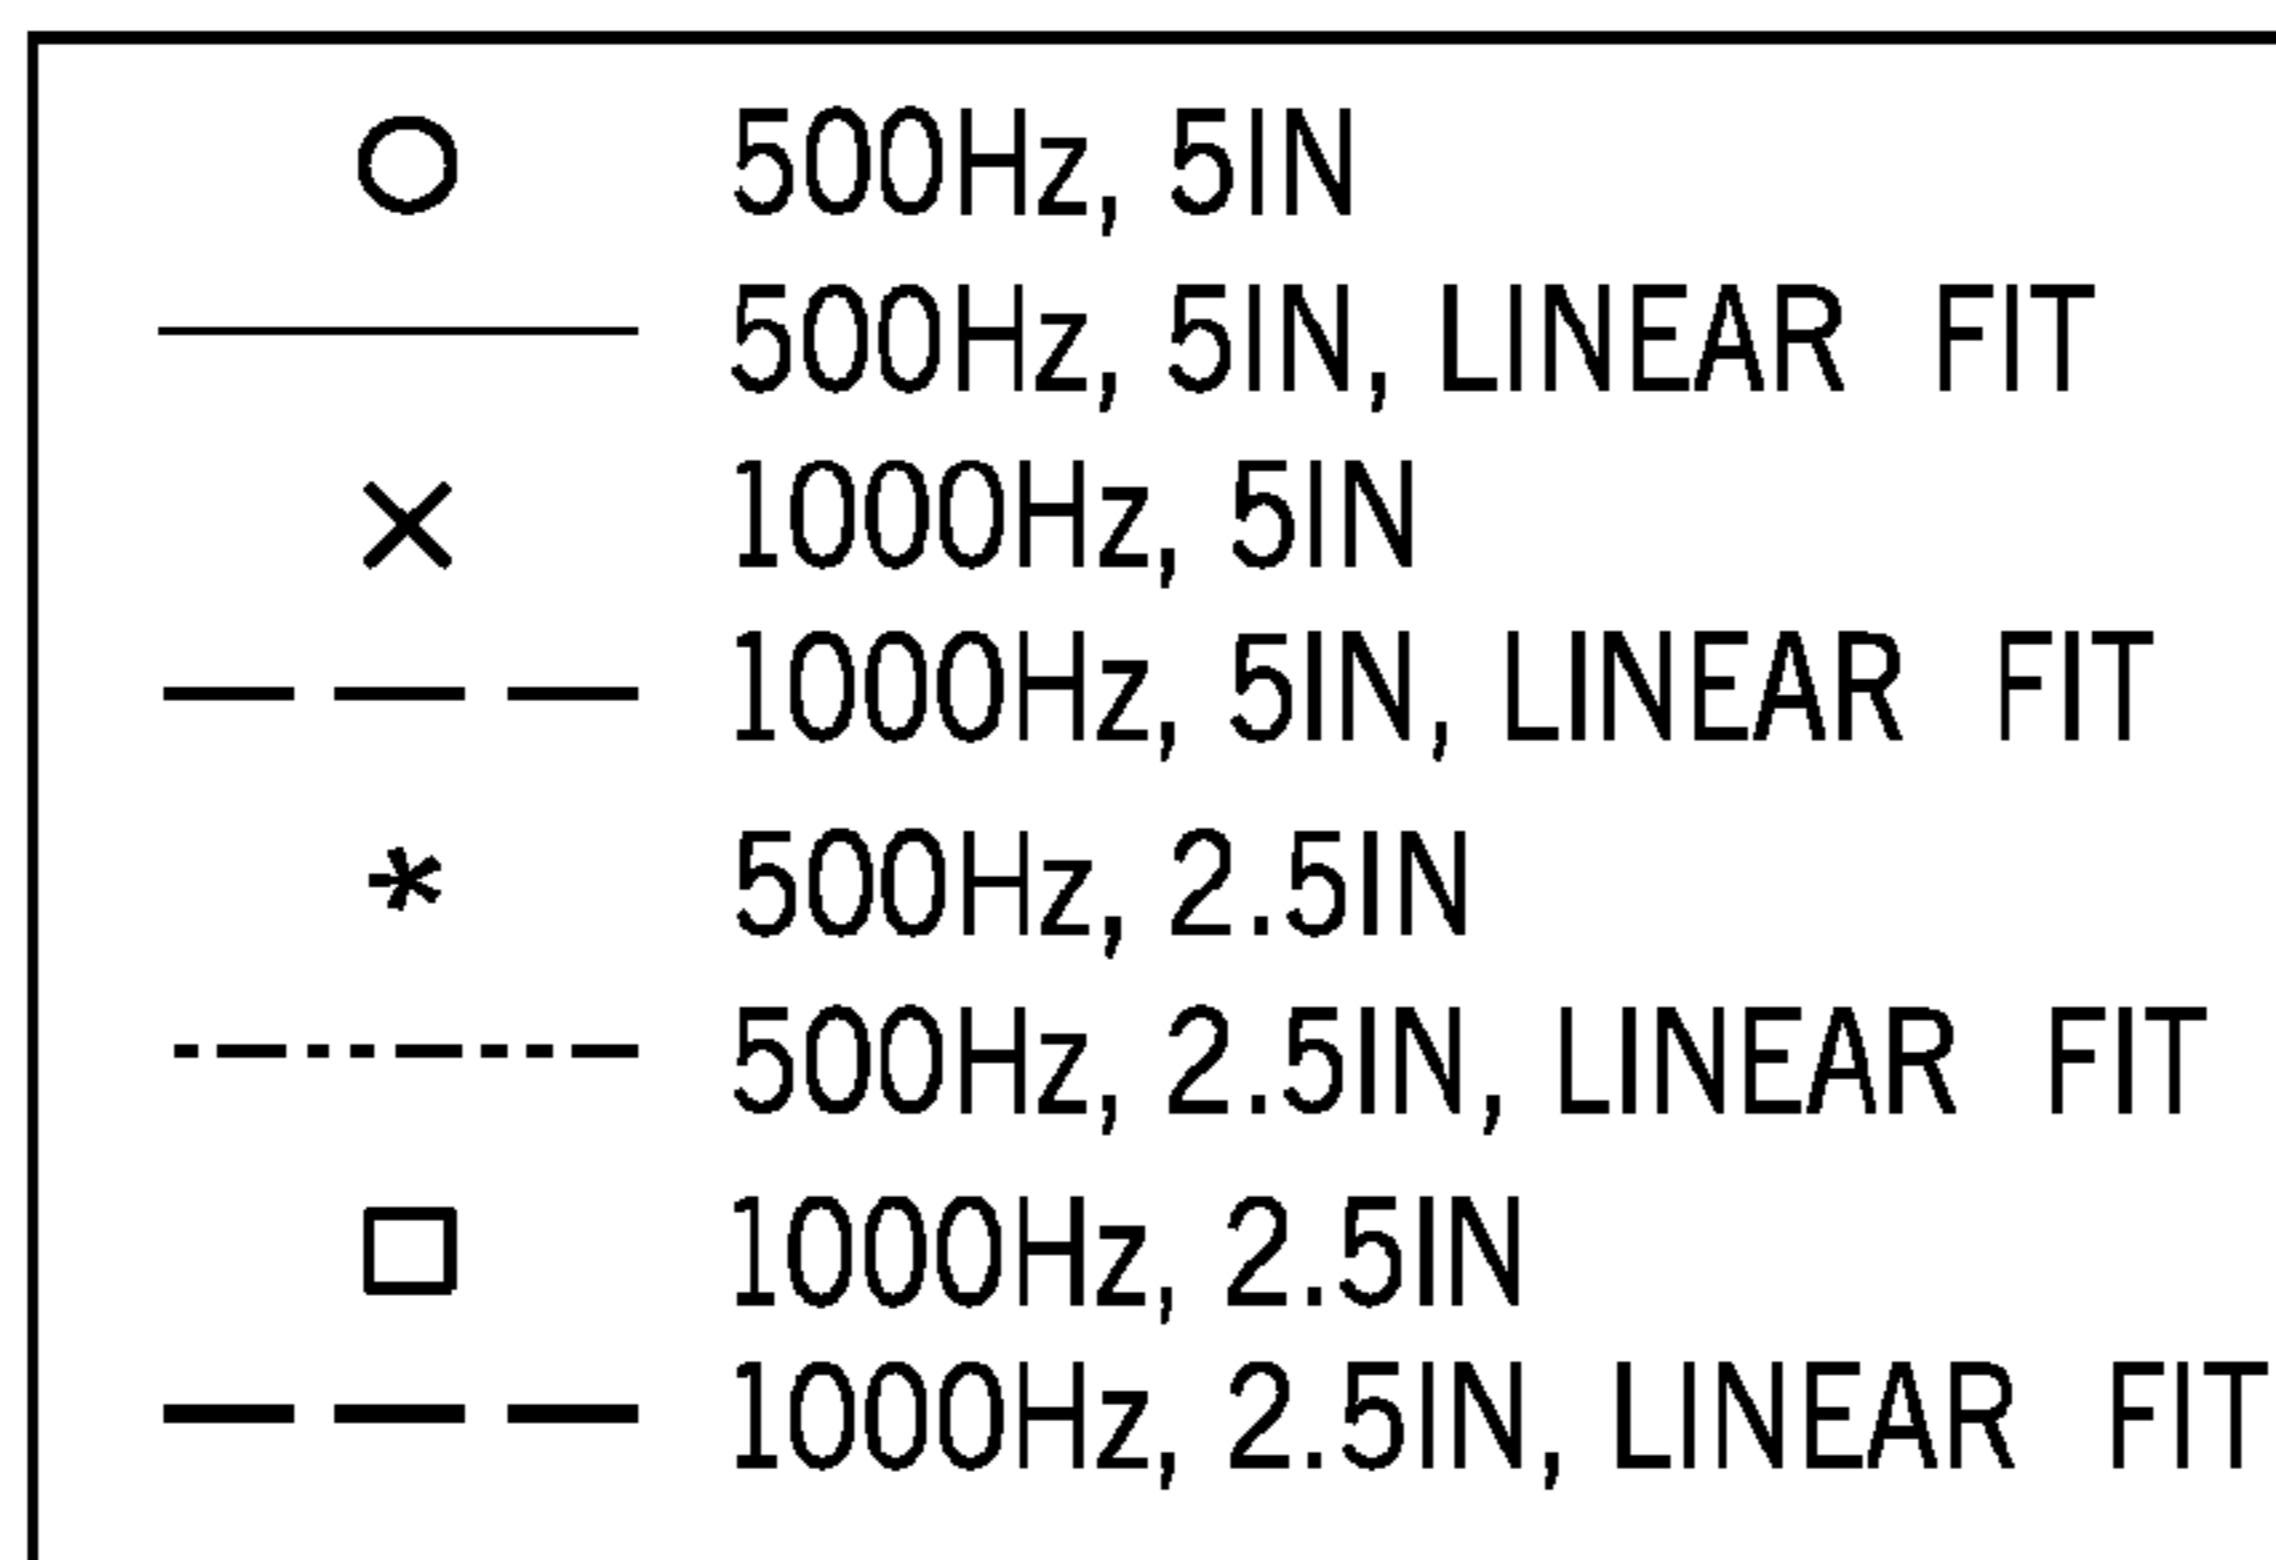 500Hz, 5IN
500Hz, 5IN, LINEAR FIT
1000Hz, 5IN
1000Hz, 5IN, LINEAR FIT
500Hz, 2.5IN
500Hz, 2.5IN, LINEAR FIT
1000Hz, 2.5IN
1000Hz, 2.5IN, LINEAR FIT